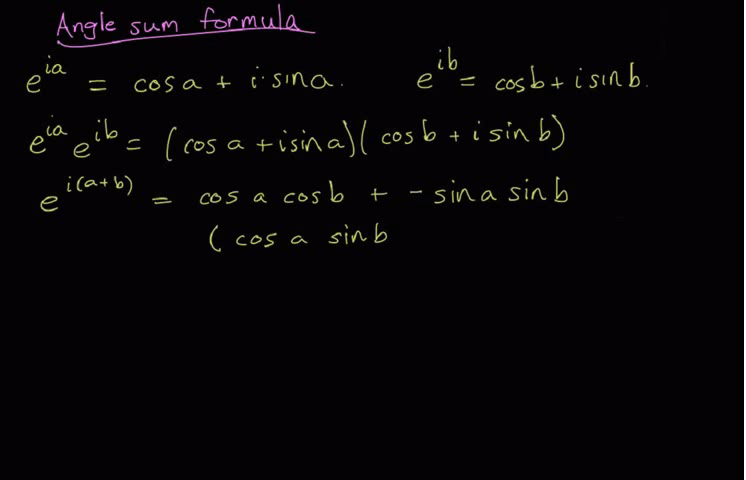 Angle sum formula
e^{ia} = cos a + i·sin a. e^{ib} = cos b + i sin b.
e^{ia} e^{ib} = (cos a + i sin a)(cos b + i sin b)
e^{i(a+b)} = cos a cos b + - sin a sin b
( cos a sin b